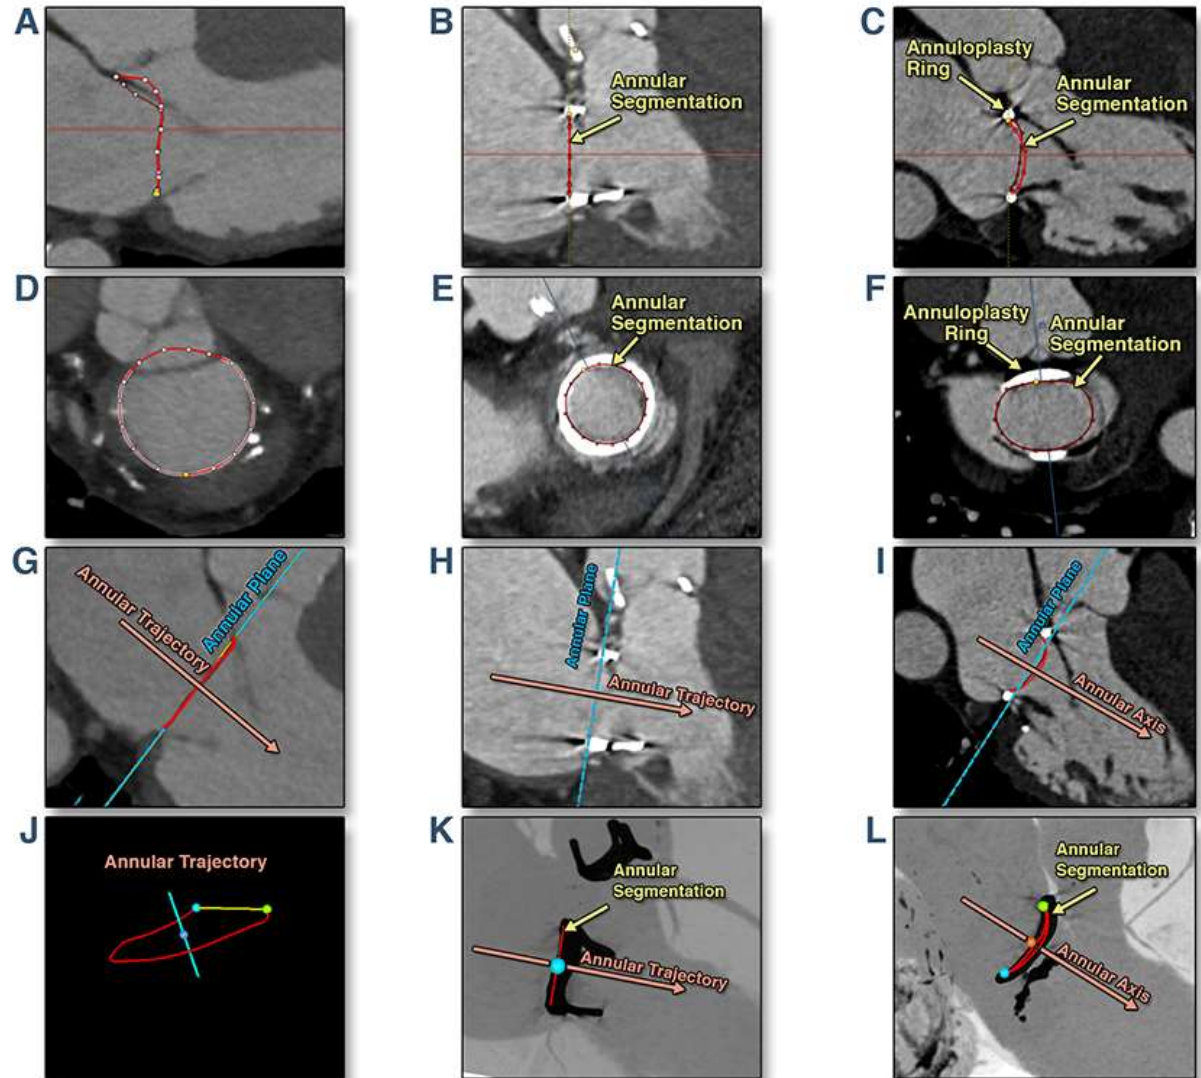 A
B
Annular
Segmentation
C
Annuloplasty
Ring
Annular
Segmentation
D
E
Annular
Segmentation
F
Annuloplasty
Ring
Annular
Segmentation
G
Annular Trajectory
Annular Plane
H
Annular Plane
Annular Trajectory
I
Annular Plane
Annular Axis
J
Annular Trajectory
K
Annular
Segmentation
Annular Trajectory
L
Annular
Segmentation
Annular Axis